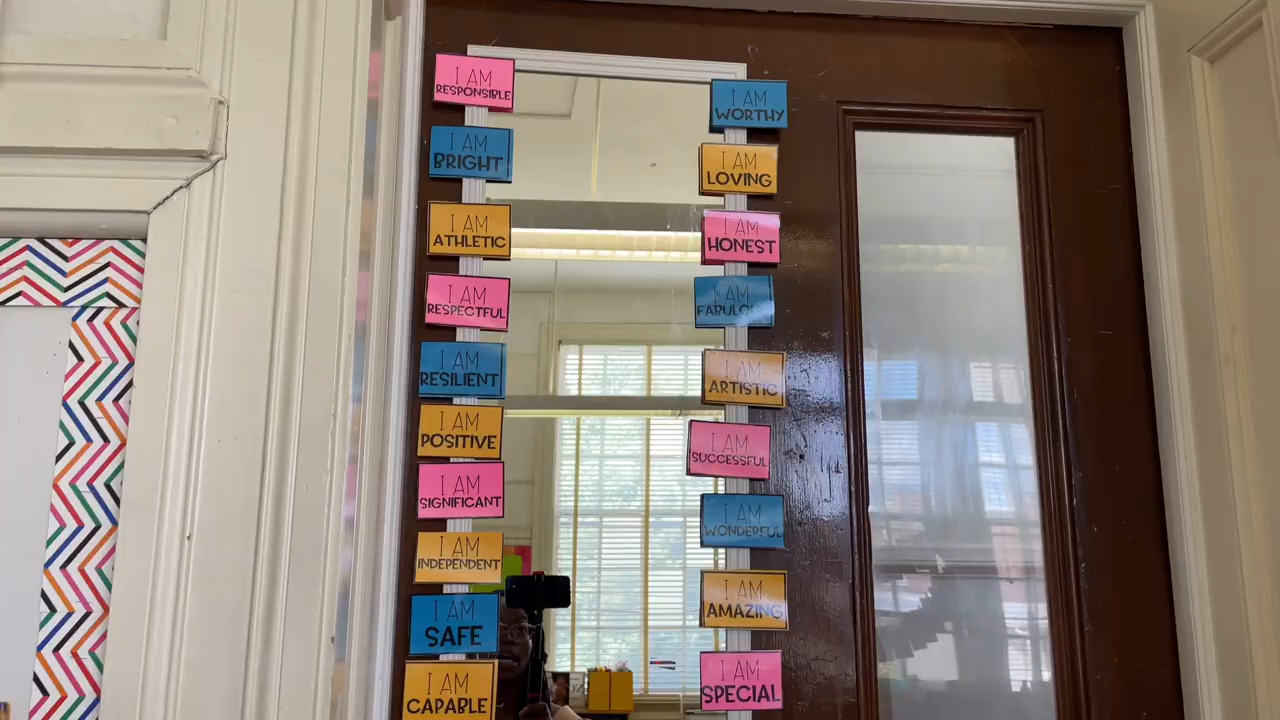 I AM
RESPONSIBLE
I AM
BRIGHT
I AM
ATHLETIC
I AM
RESPECTFUL
I AM
RESILIENT
I AM
POSITIVE
I AM
SIGNIFICANT
I AM
INDEPENDENT
I AM
SAFE
I AM
CAPABLE
I AM
WORTHY
I AM
LOVING
I AM
HONEST
I AM
FABULOUS
I AM
ARTISTIC
I AM
SUCCESSFUL
I AM
WONDERFUL
I AM
AMAZING
I AM
SPECIAL